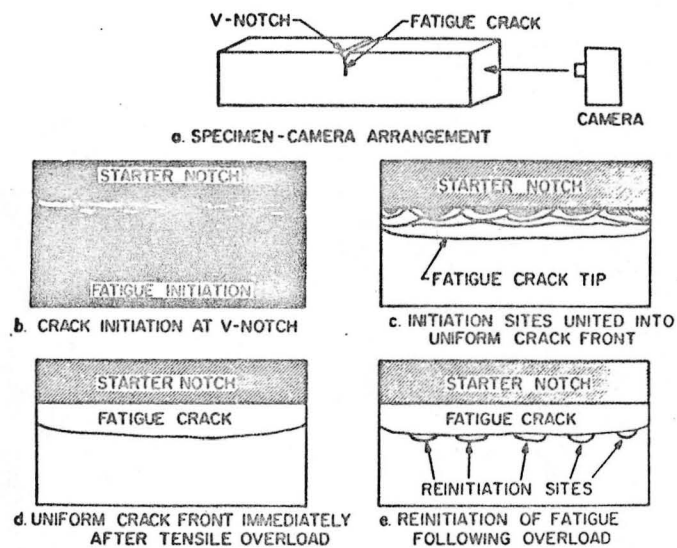 V-NOTCH
FATIGUE CRACK
CAMERA
a. SPECIMEN-CAMERA ARRANGEMENT
STARTER NOTCH
FATIGUE INITIATION
b. CRACK INITIATION AT V-NOTCH
STARTER NOTCH
FATIGUE CRACK TIP
c. INITIATION SITES UNITED INTO
UNIFORM CRACK FRONT
STARTER NOTCH
FATIGUE CRACK
d. UNIFORM CRACK FRONT IMMEDIATELY
AFTER TENSILE OVERLOAD
STARTER NOTCH
FATIGUE CRACK
REINITIATION SITES
e. REINITIATION OF FATIGUE
FOLLOWING OVERLOAD